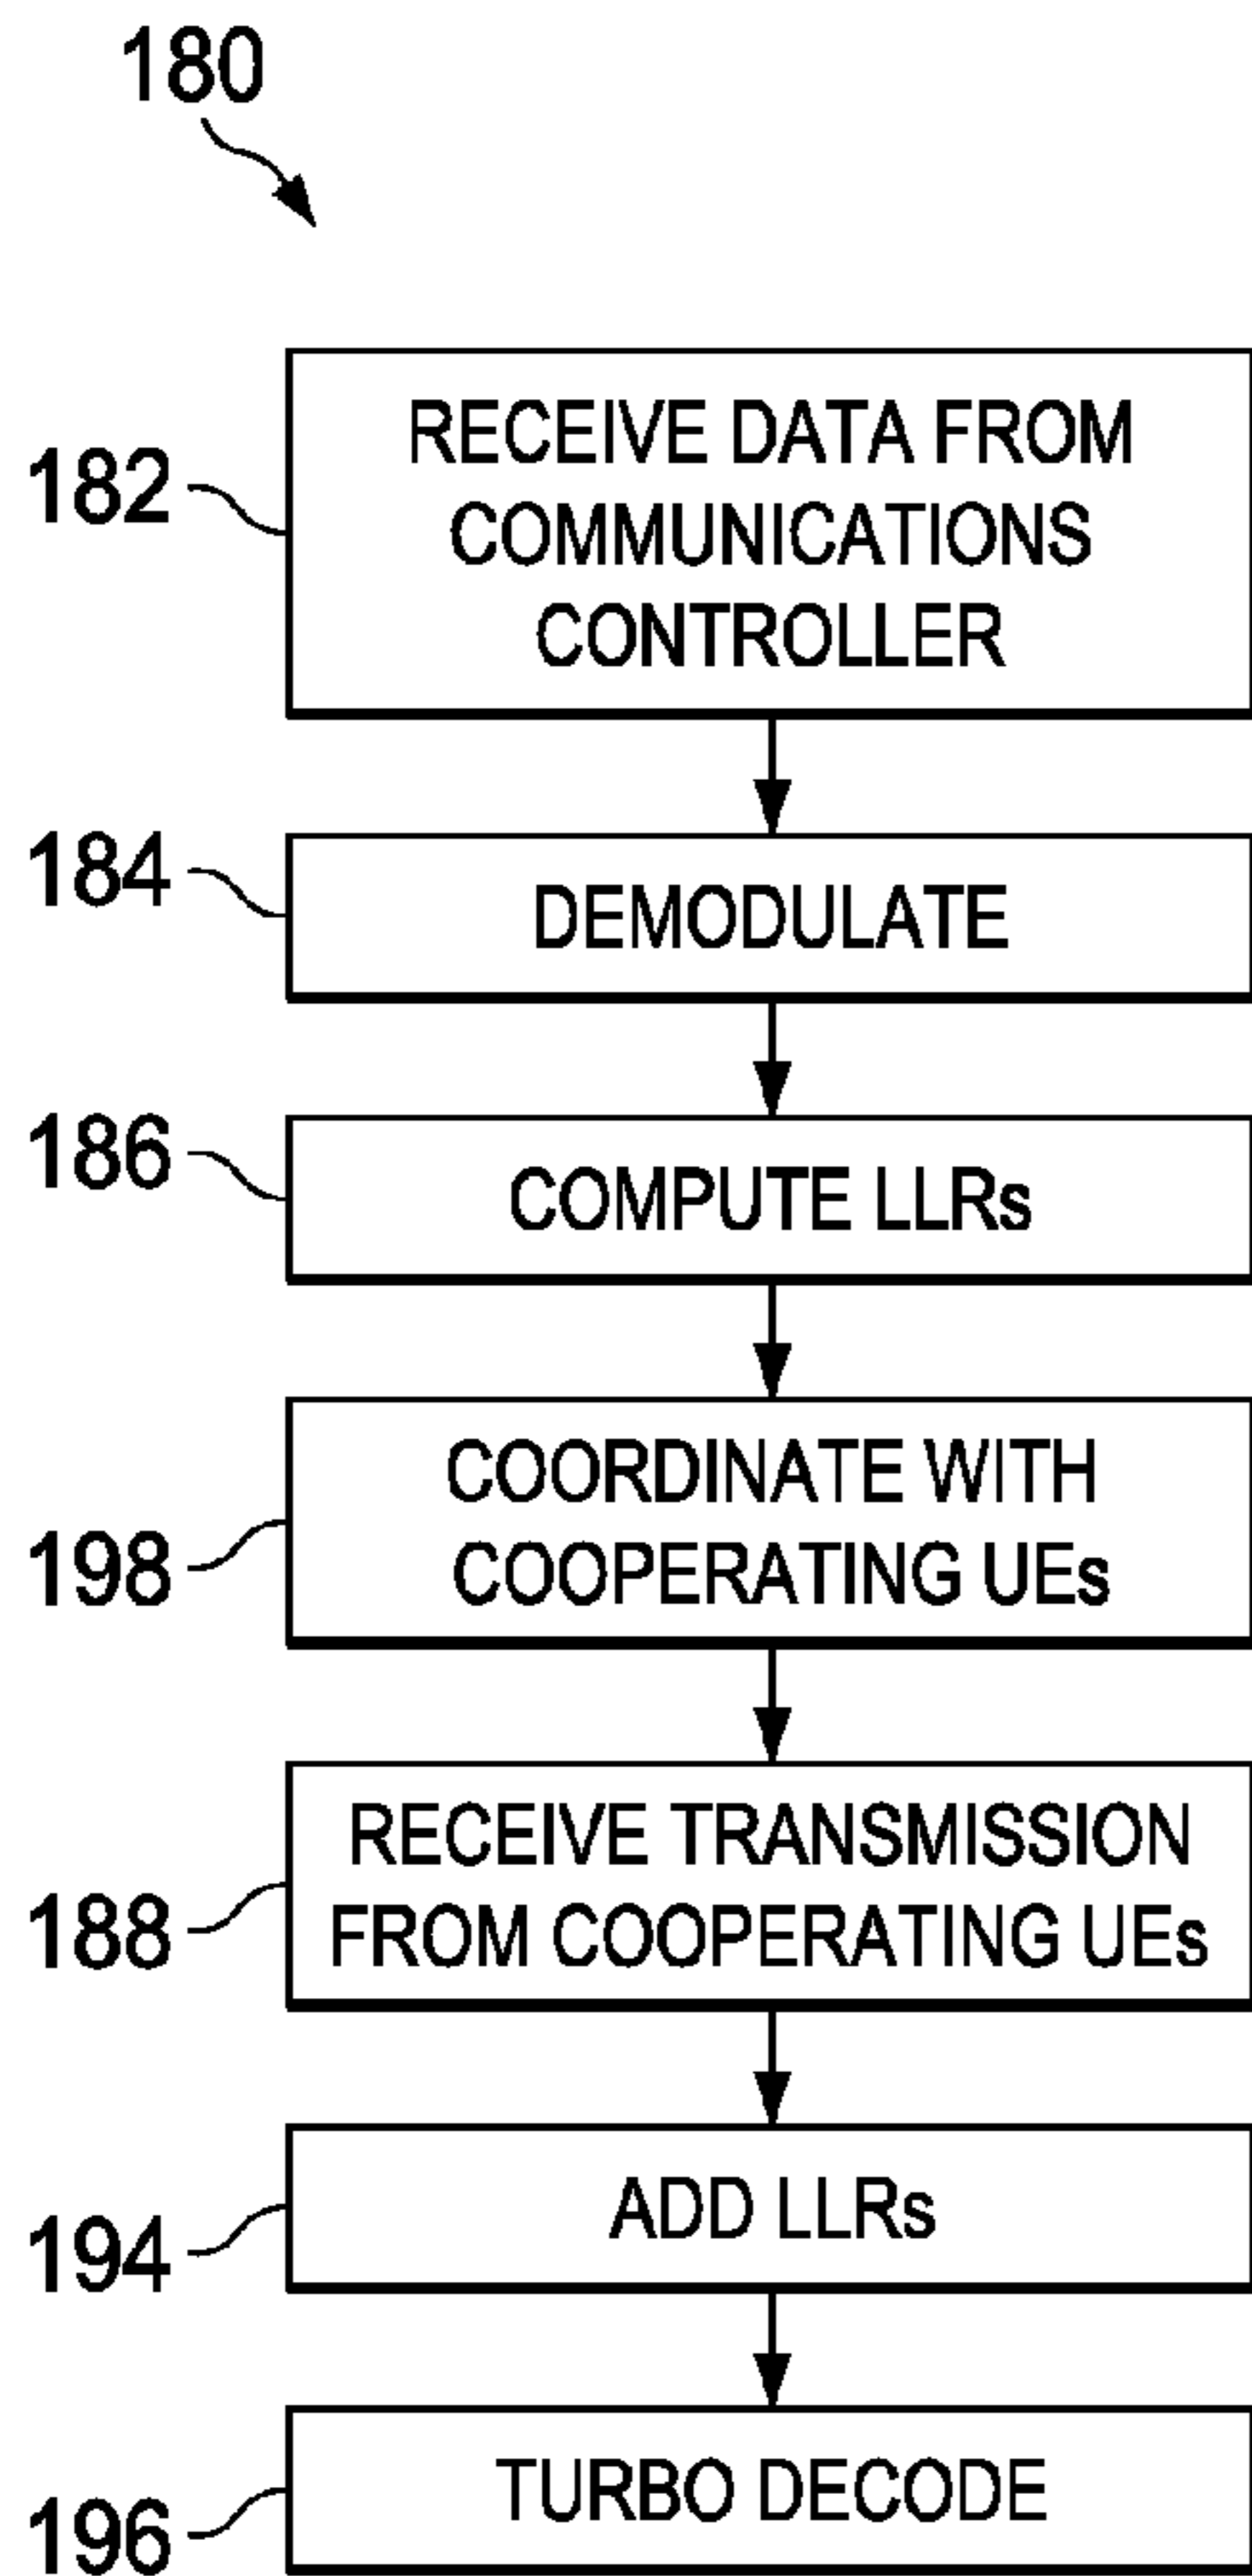 180
182
RECEIVE DATA FROM
COMMUNICATIONS
CONTROLLER
184
DEMODULATE
186
COMPUTE LLRs
198
COORDINATE WITH
COOPERATING UEs
188
RECEIVE TRANSMISSION
FROM COOPERATING UEs
194
ADD LLRs
196
TURBO DECODE